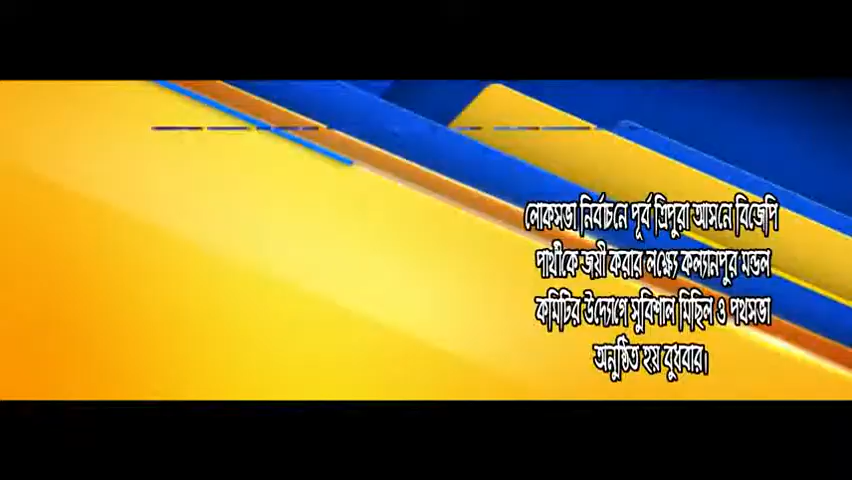 লোকসভা নির্বাচনে পূর্ব ত্রিপুরা আসনে বিজেপি
পার্থীকে জয়ী করার লক্ষ্যে কল্যানপুর মন্ডল
কমিটির উদ্যোগে সুবিশাল মিছিল ও পথসভা
অনুষ্ঠিত হয় বুধবার।